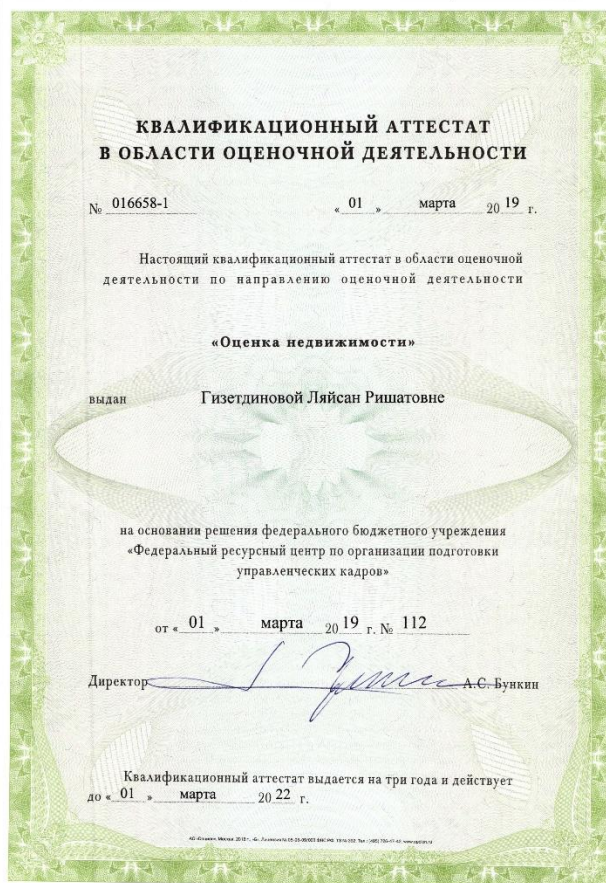 КВАЛИФИКАЦИОННЫЙ АТТЕСТАТ
В ОБЛАСТИ ОЦЕНОЧНОЙ ДЕЯТЕЛЬНОСТИ
№ 016658-1 « 01 » марта 20 19 г.
Настоящий квалификационный аттестат в области оценочной
деятельности по направлению оценочной деятельности
«Оценка недвижимости»
выдан Гизетдиновой Ляйсан Ришатовне
на основании решения федерального бюджетного учреждения
«Федеральный ресурсный центр по организации подготовки
управленческих кадров»
от « 01 » марта 20 19 г. № 112
Директор А.С. Бункин
Квалификационный аттестат выдается на три года и действует
до « 01 » марта 20 22 г.